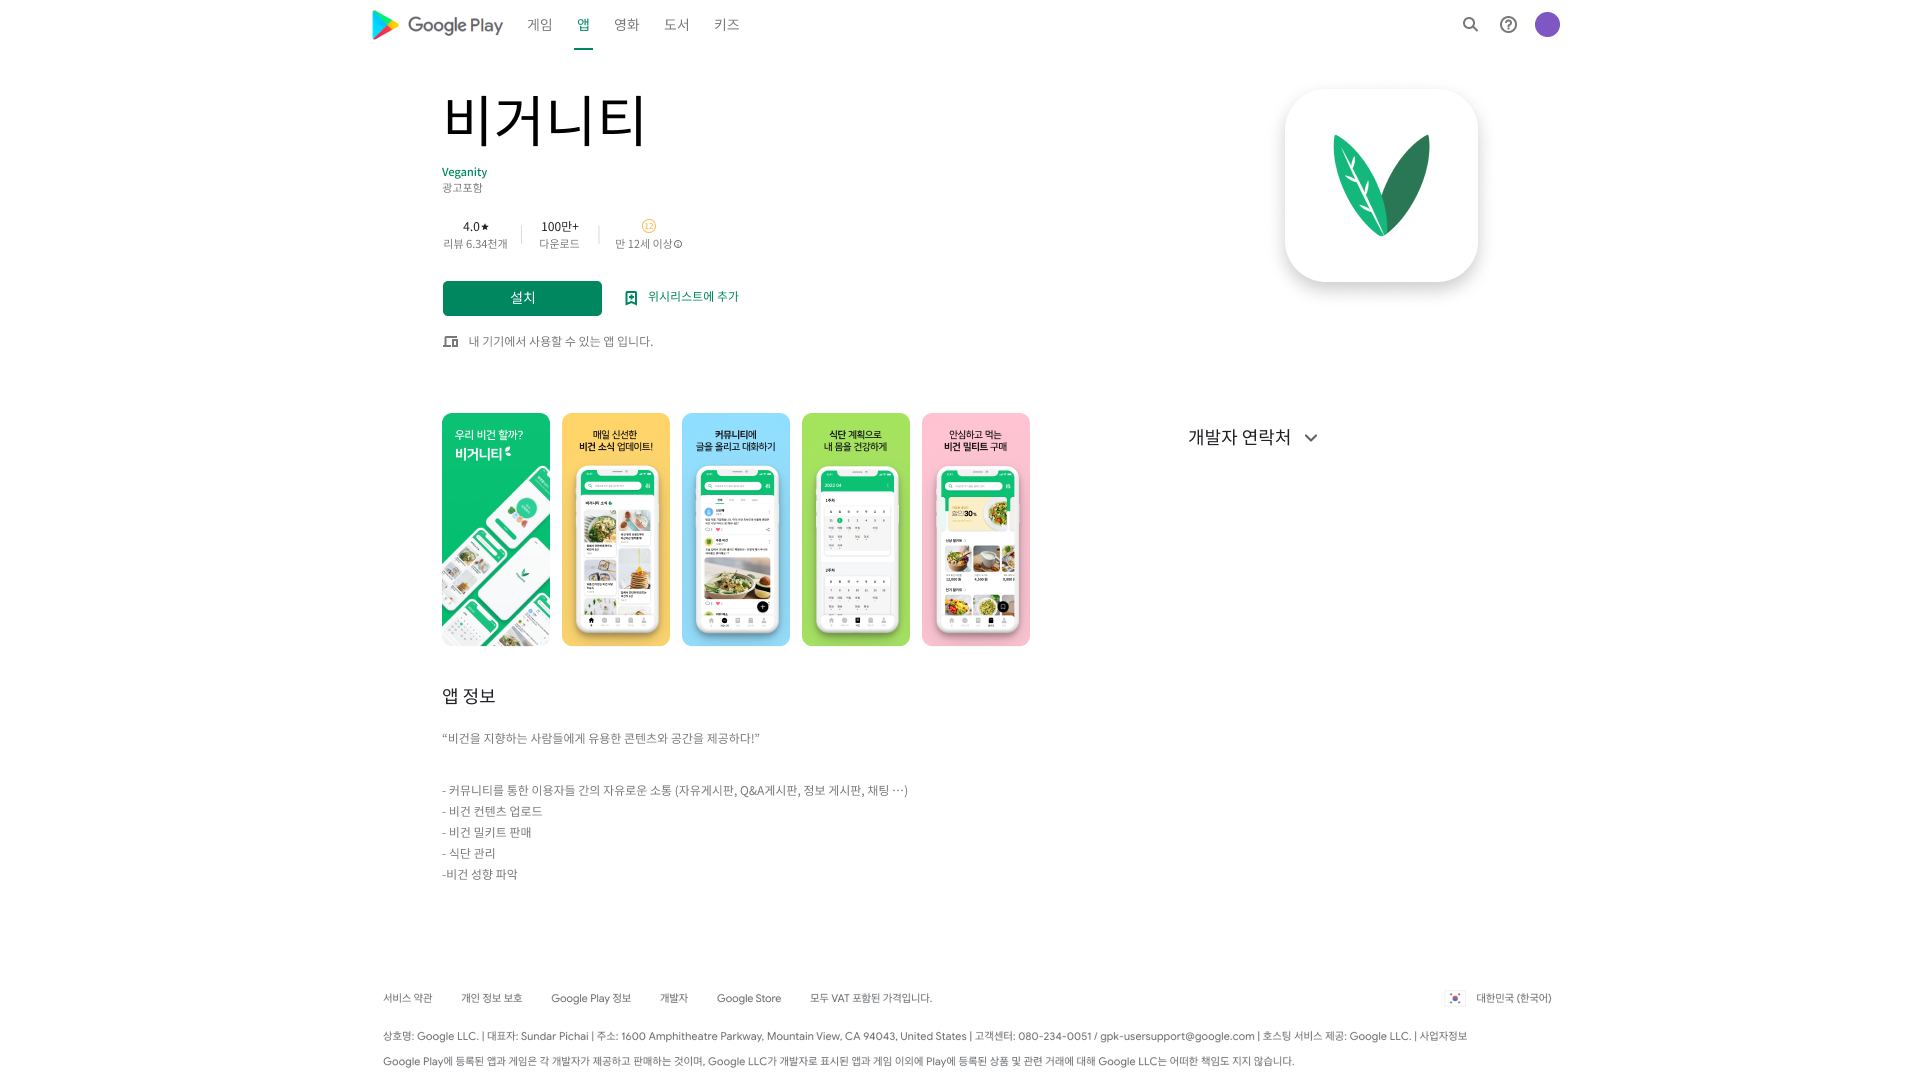 Google Play 게임 앱 영화 도서 키즈
비거니티
Veganity
광고포함
4.0★ 100만+ 12
리뷰 6.34천개 다운로드 만 12세 이상
설치 위시리스트에 추가
내 기기에서 사용할 수 있는 앱 입니다.
우리 비건 할까?
비거니티
매일 신선한
비건 소식 업데이트!
커뮤니티에
글을 올리고 대화하기
식단 계획으로
내 몸을 건강하게
안심하고 먹는
비건 밀티트 구매
개발자 연락처
앱 정보
“비건을 지향하는 사람들에게 유용한 콘텐츠와 공간을 제공하다!”
- 커뮤니티를 통한 이용자들 간의 자유로운 소통 (자유게시판, Q&A게시판, 정보 게시판, 채팅 …)
- 비건 컨텐츠 업로드
- 비건 밀키트 판매
- 식단 관리
-비건 성향 파악
서비스 약관 개인 정보 보호 Google Play 정보 개발자 Google Store 모두 VAT 포함된 가격입니다. 대한민국 (한국어)
상호명: Google LLC. | 대표자: Sundar Pichai | 주소: 1600 Amphitheatre Parkway, Mountain View, CA 94043, United States | 고객센터: 080-234-0051 / gpk-usersupport@google.com | 호스팅 서비스 제공: Google LLC. | 사업자정보
Google Play에 등록된 앱과 게임은 각 개발자가 제공하고 판매하는 것이며, Google LLC가 개발자로 표시된 앱과 게임 이외에 Play에 등록된 상품 및 관련 거래에 대해 Google LLC는 어떠한 책임도 지지 않습니다.